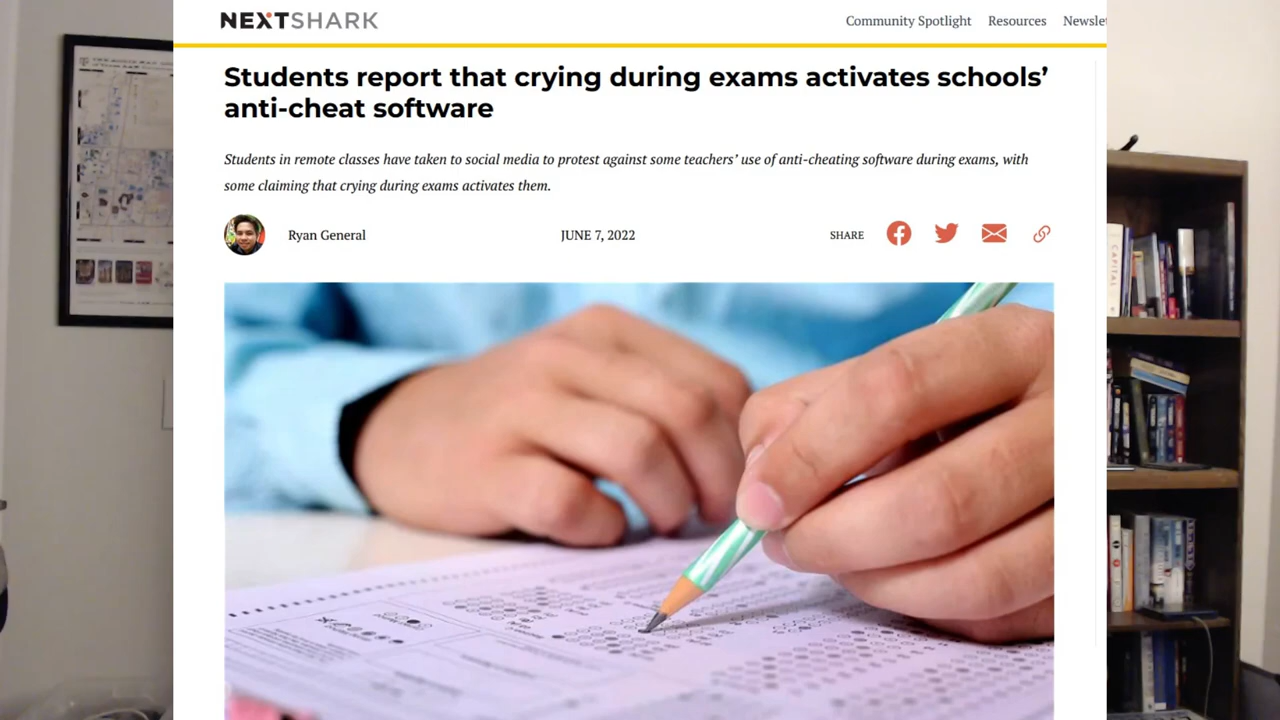 NEXTSHARK
Community Spotlight Resources
Students report that crying during exams activates schools’
anti-cheat software
Students in remote classes have taken to social media to protest against some teachers’ use of anti-cheating software during exams, with
some claiming that crying during exams activates them.
Ryan General
JUNE 7, 2022
SHARE
CAPITAL